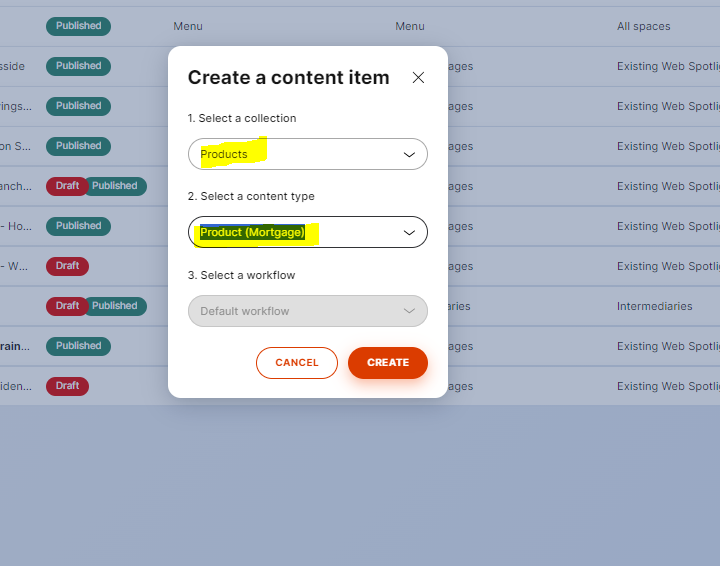 Published Menu Menu All spaces
sside Published ages Existing Web Spotli
vings... Published ages Existing Web Spotli
on S... Published ages Existing Web Spotli
anch... Draft Published ages Existing Web Spotli
- Ho... Published ages Existing Web Spotli
- W... Draft ages Existing Web Spotli
Draft Published aries Intermediaries
rain... Published ages Existing Web Spotli
iden... Draft ages Existing Web Spotli
Create a content item
1. Select a collection
Products
2. Select a content type
Product (Mortgage)
3. Select a workflow
Default workflow
CANCEL
CREATE